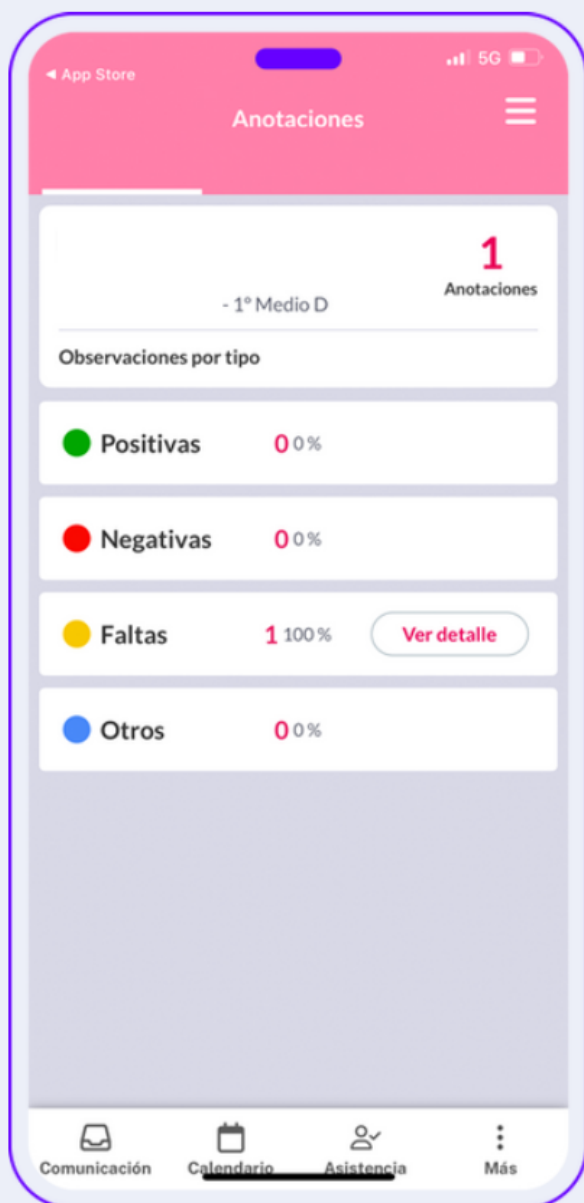 ◀ App Store
5G
Anotaciones
1
Anotaciones
- 1° Medio D
Observaciones por tipo
Positivas 0 0 %
Negativas 0 0 %
Faltas 1 100 % Ver detalle
Otros 0 0 %
Comunicación Calendario Asistencia Más